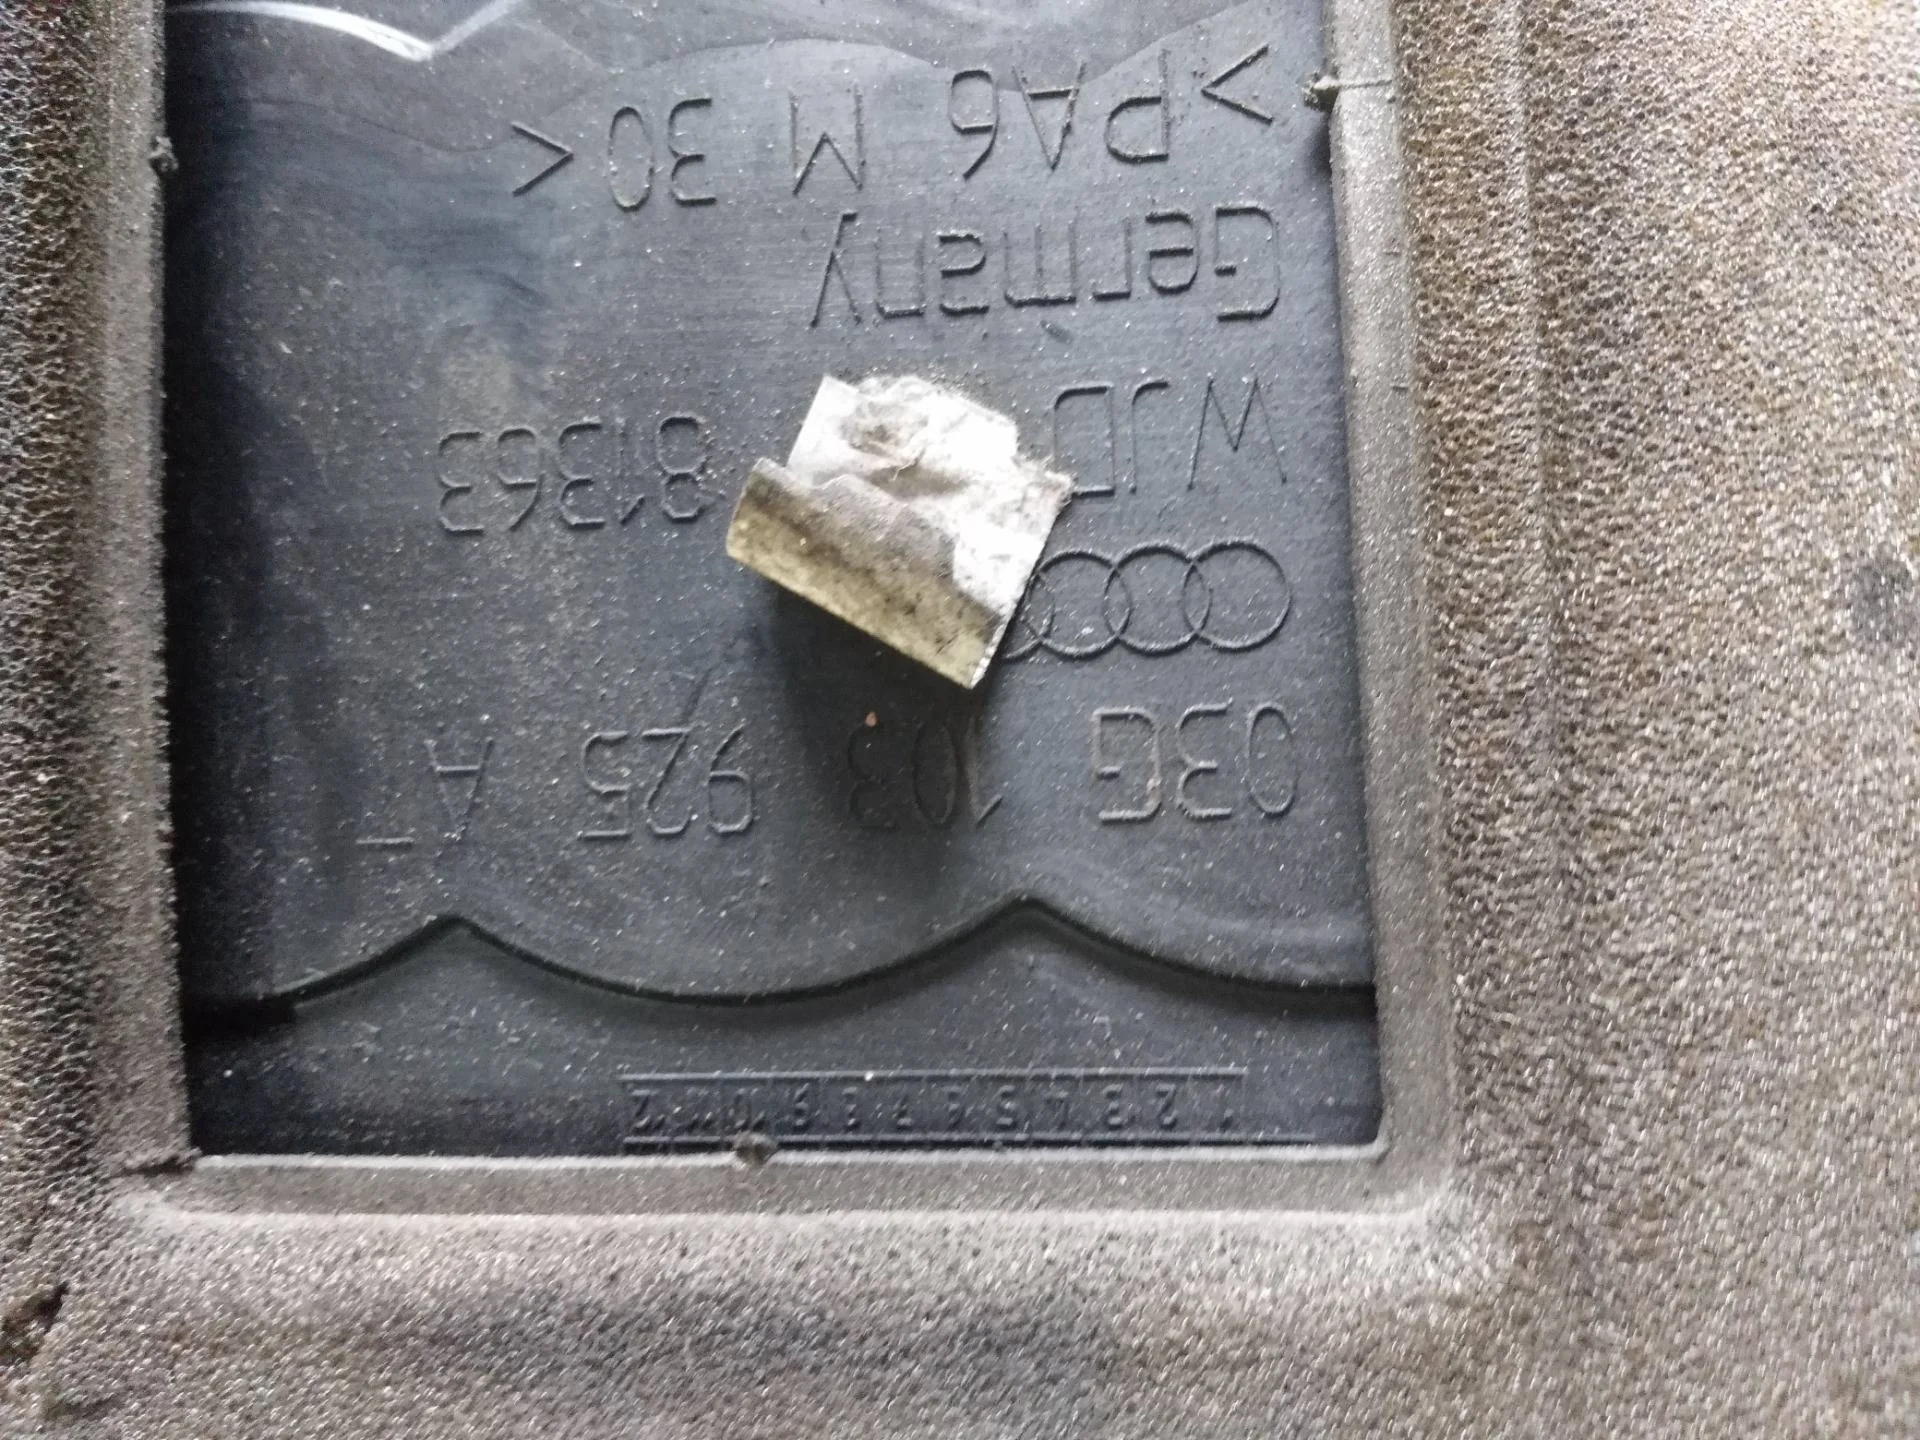 1 2 3 4 5 6 7 8 9 10 11 12
03G 103 925 AT
WJD 81363
Germany
>PA6 M 30<